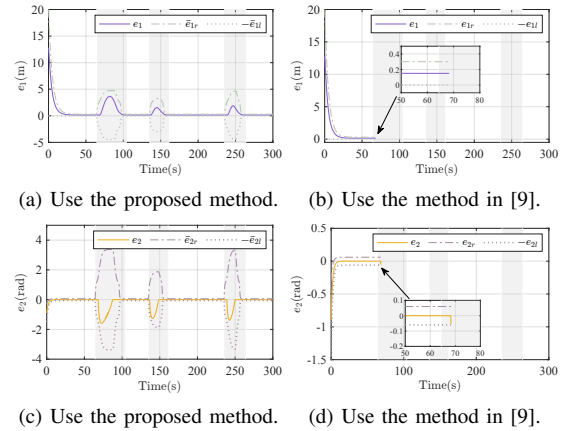 e₁ ē₁ᵣ −ē₁ₗ
20
15
10
5
0
-5
e₁(m)
0 50 100 150 200 250 300
Time(s)
(a) Use the proposed method.
e₁ e₁ᵣ −e₁ₗ
20
15
10
5
0
e₁(m)
0.4
0.2
0
50 60 70 80
0 50 100 150 200 250 300
Time(s)
(b) Use the method in [9].
e₂ ē₂ᵣ ē₂ₗ
4
2
0
-2
-4
e₂(rad)
0 50 100 150 200 250 300
Time(s)
(c) Use the proposed method.
e₂ e₂ᵣ −e₂ₗ
0.5
0
-0.5
-1
-1.5
e₂(rad)
0.1
0
-0.1
-0.2
50 60 70 80
0 50 100 150 200 250 300
Time(s)
(d) Use the method in [9].